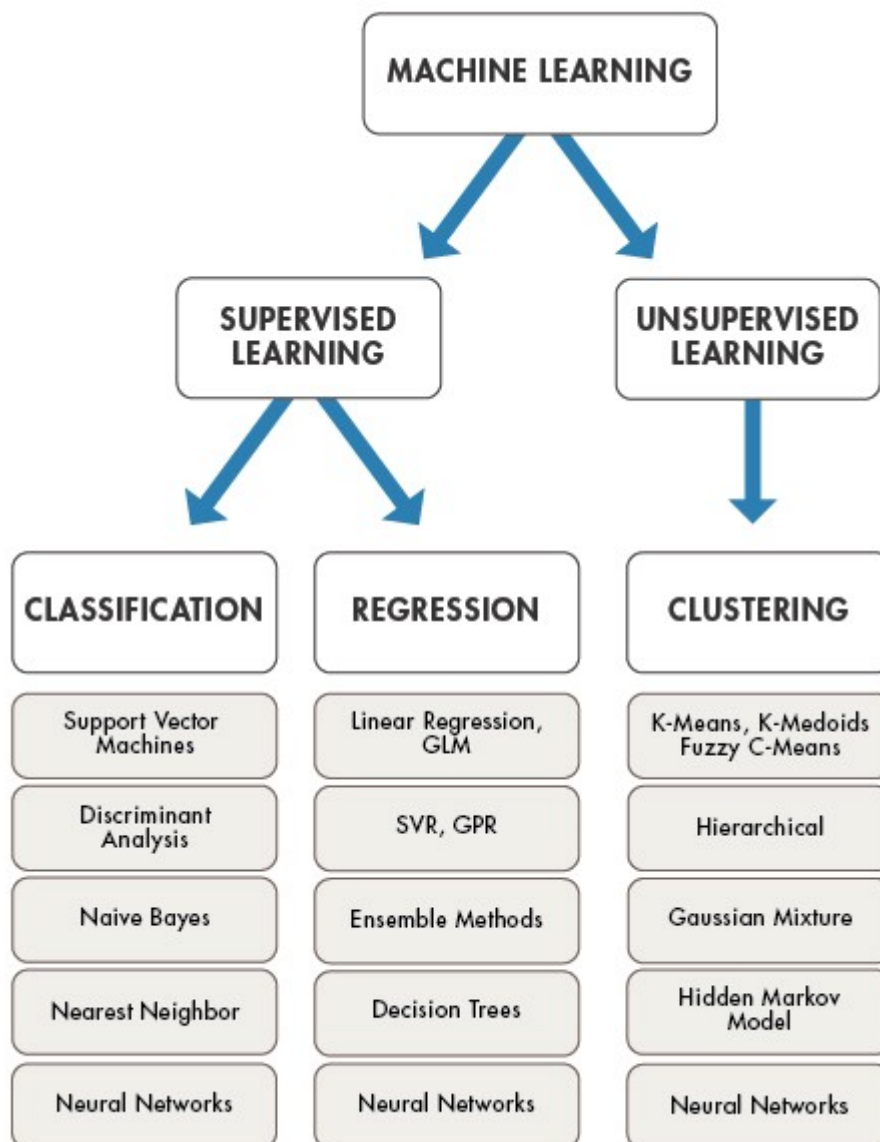 MACHINE LEARNING
SUPERVISED
LEARNING
UNSUPERVISED
LEARNING
CLASSIFICATION
Support Vector
Machines
Discriminant
Analysis
Naive Bayes
Nearest Neighbor
Neural Networks
REGRESSION
Linear Regression,
GLM
SVR, GPR
Ensemble Methods
Decision Trees
Neural Networks
CLUSTERING
K-Means, K-Medoids
Fuzzy C-Means
Hierarchical
Gaussian Mixture
Hidden Markov
Model
Neural Networks